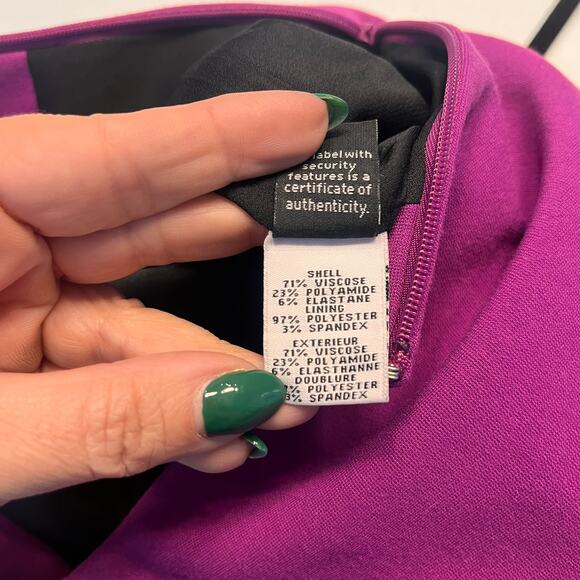 label with
security
features is a
certificate of
authenticity.
SHELL
71% VISCOSE
23% POLYAMIDE
6% ELASTANE
LINING
97% POLYESTER
3% SPANDEX
EXTERIEUR
71% VISCOSE
23% POLYAMIDE
6% ELASTHANNE
DOUBLURE
% POLYESTER
3% SPANDEX